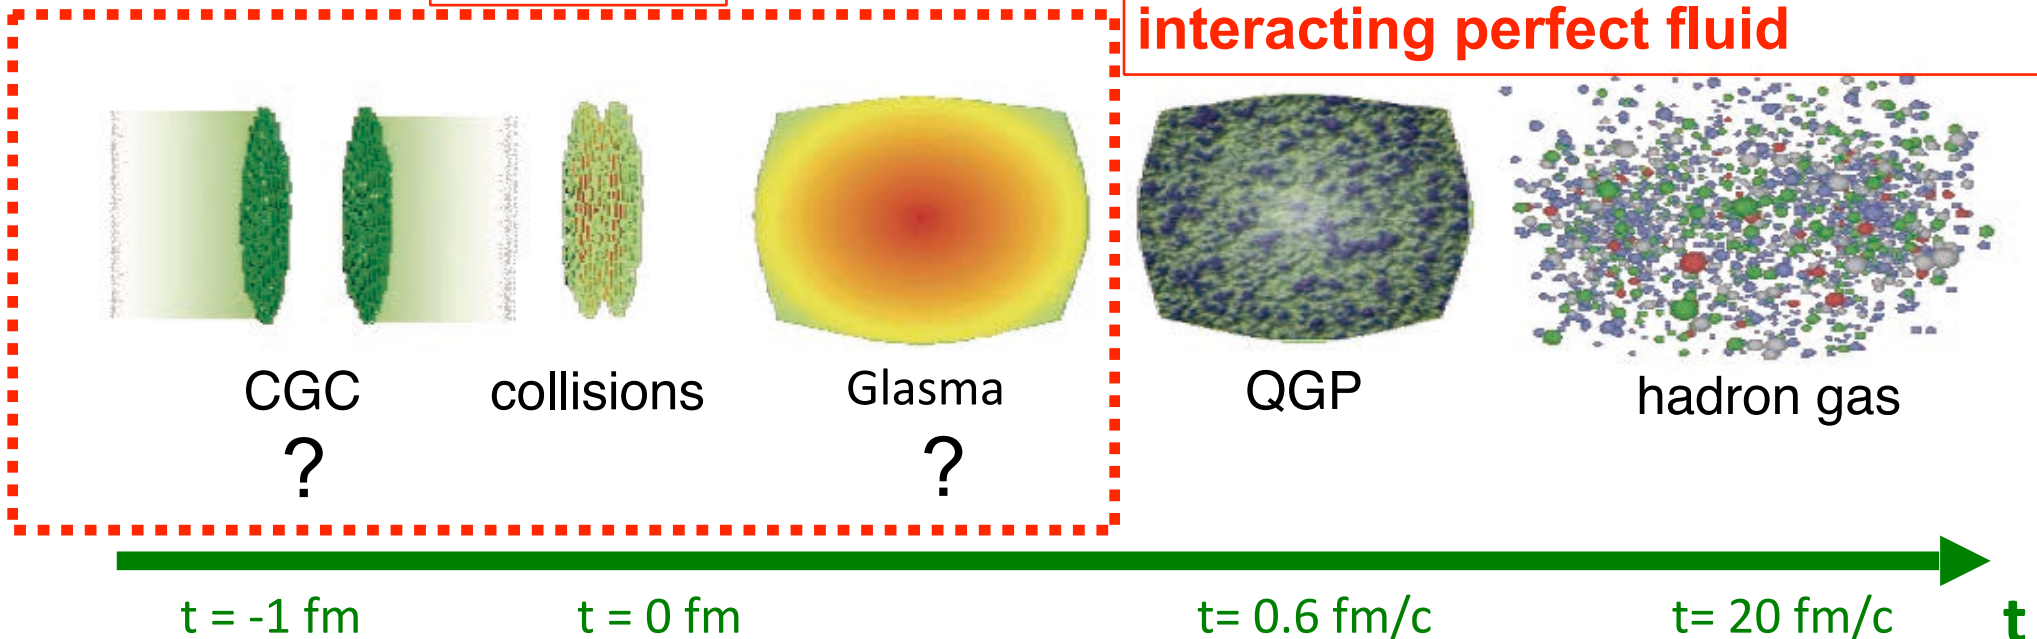 interacting perfect fluid
CGC
collisions
Glasma
QGP
hadron gas
?
?
t = -1 fm
t = 0 fm
t= 0.6 fm/c
t= 20 fm/c
t